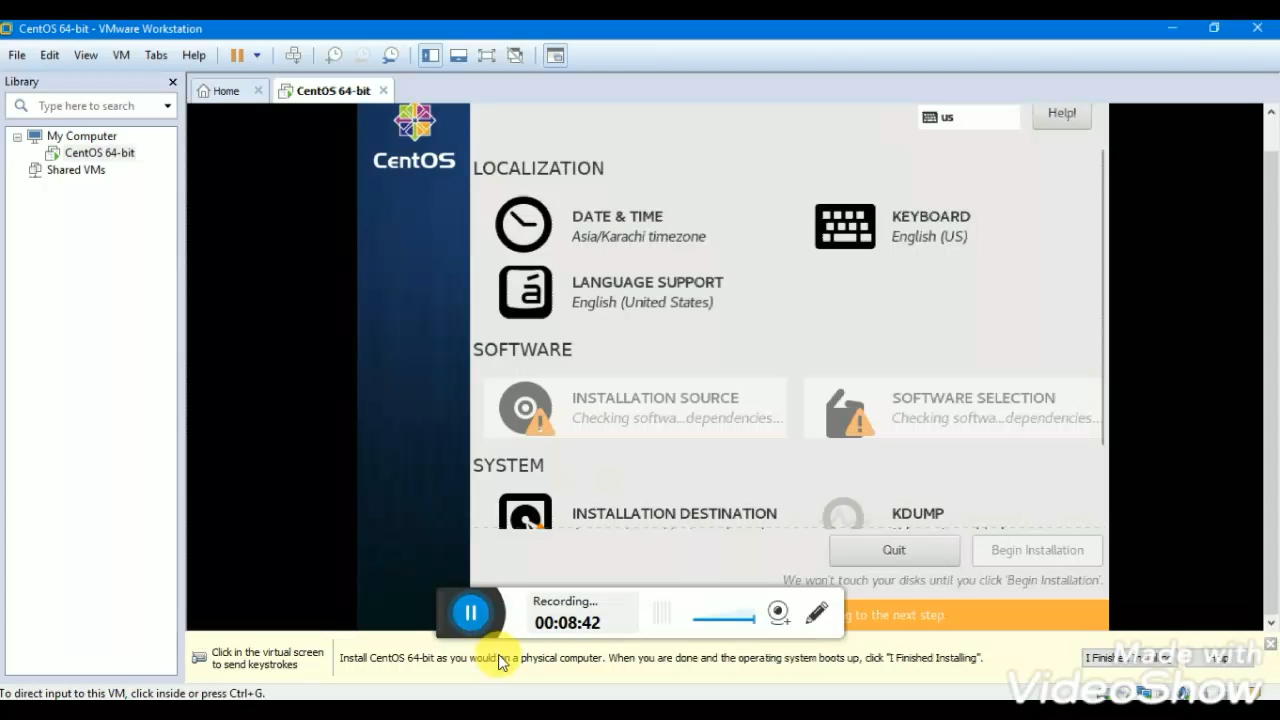 CentOS 64-bit - VMware Workstation
File Edit View VM Tabs Help
Library
Type here to search
My Computer
CentOS 64-bit
Shared VMs
Home
CentOS 64-bit
CentOS
us
Help!
LOCALIZATION
DATE & TIME
Asia/Karachi timezone
KEYBOARD
English (US)
LANGUAGE SUPPORT
English (United States)
SOFTWARE
INSTALLATION SOURCE
Checking softwa...dependencies...
SOFTWARE SELECTION
Checking softwa...dependencies...
SYSTEM
INSTALLATION DESTINATION
KDUMP
Quit
Begin Installation
We won't touch your disks until you click 'Begin Installation'.
to the next step.
Recording...
00:08:42
Click in the virtual screen
to send keystrokes
Install CentOS 64-bit as you would on a physical computer. When you are done and the operating system boots up, click "I Finished Installing".
I Finished Installing
Help
Made with
VideoShow
To direct input to this VM, click inside or press Ctrl+G.